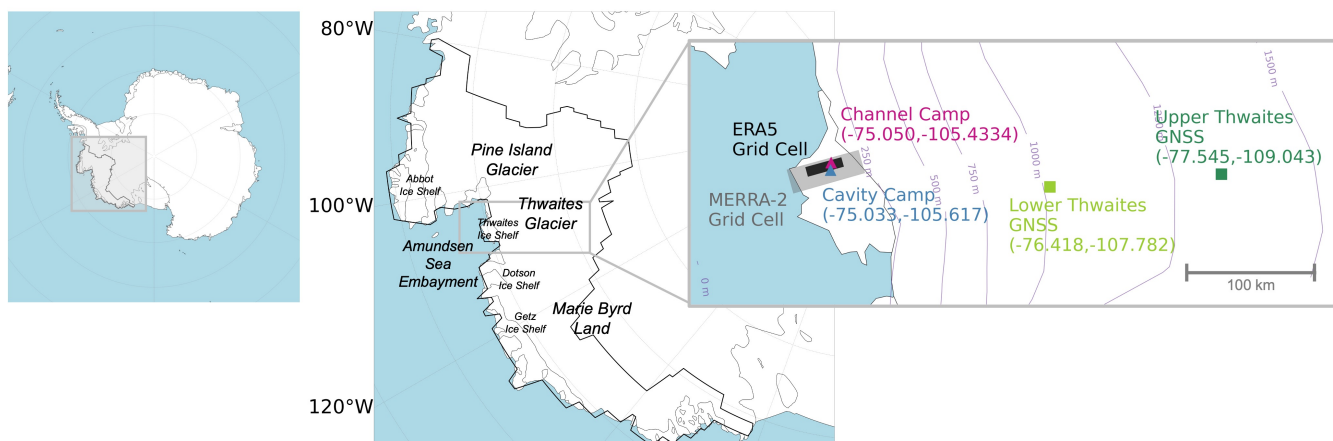 80°W
100°W
120°W
Pine Island
Glacier
Abbot
Ice Shelf
Thwaites
Glacier
Thwaites
Ice Shelf
Amundsen
Sea
Embayment
Dotson
Ice Shelf
Getz
Ice Shelf
Marie Byrd
Land
ERA5
Grid Cell
MERRA-2
Grid Cell
Channel Camp
(-75.050,-105.4334)
Cavity Camp
(-75.033,-105.617)
Lower Thwaites
GNSS
(-76.418,-107.782)
Upper Thwaites
GNSS
(-77.545,-109.043)
0 m
250 m
500 m
750 m
1000 m
1500 m
100 km